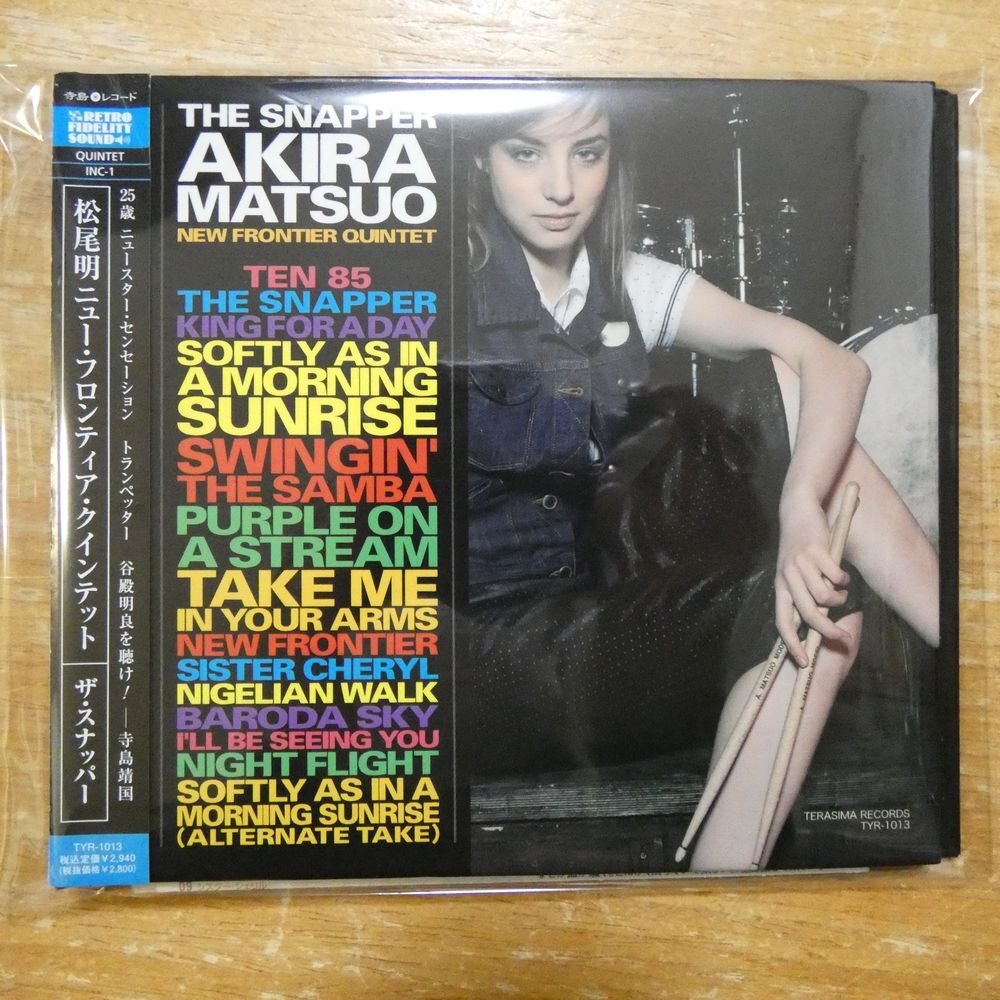 寺島レコード
RETRO
FIDELITY
SOUND
QUINTET
INC-1
25歳 ニュースター・センセーション トランペッター 谷殿明良を聴け! ── 寺島靖国
松尾明ニュー・フロンティア・クインテット ザ・スナッパー
TYR-1013
税込定価¥2,940
(税抜価格¥2,800)
THE SNAPPER
AKIRA
MATSUO
NEW FRONTIER QUINTET
TEN 85
THE SNAPPER
KING FOR A DAY
SOFTLY AS IN
A MORNING
SUNRISE
SWINGIN'
THE SAMBA
PURPLE ON
A STREAM
TAKE ME
IN YOUR ARMS
NEW FRONTIER
SISTER CHERYL
NIGELIAN WALK
BARODA SKY
I'LL BE SEEING YOU
NIGHT FLIGHT
SOFTLY AS IN A
MORNING SUNRISE
(ALTERNATE TAKE)
A. MATSUO
A. MATSUO
TERASIMA RECORDS
TYR-1013